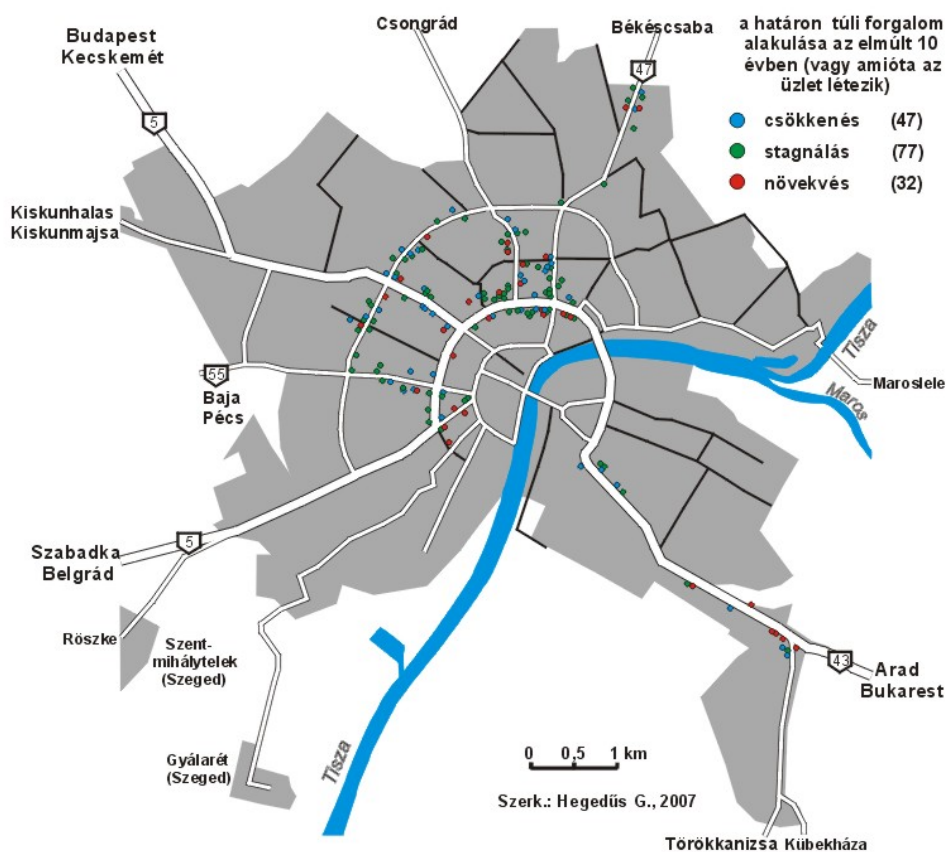 Csongrád
Budapest
Kecskemét
Békéscsaba
47
5
a határon túli forgalom
alakulása az elmúlt 10
évben (vagy amióta az
üzlet létezik)
csökkenés (47)
stagnálás (77)
növekvés (32)
Kiskunhalas
Kiskunmajsa
Tisza
Maros
Maroslele
55
Baja
Pécs
5
Szabadka
Belgrád
Röszke
Szent-
mihálytelek
(Szeged)
43
Arad
Bukarest
Gyálarét
(Szeged)
Tisza
0 0,5 1 km
Szerk.: Hegedűs G., 2007
Törökkanizsa Kübekháza